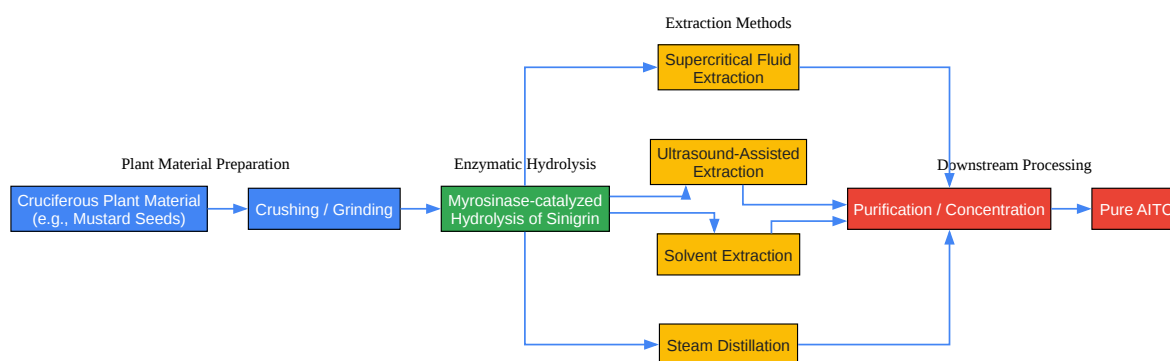 Extraction Methods
Supercritical Fluid
Extraction
Plant Material Preparation
Enzymatic Hydrolysis
Ultrasound-Assisted
Extraction
Downstream Processing
Cruciferous Plant Material
(e.g., Mustard Seeds)
Crushing / Grinding
Myrosinase-catalyzed
Hydrolysis of Sinigrin
Purification / Concentration
Pure AITC
Solvent Extraction
Steam Distillation